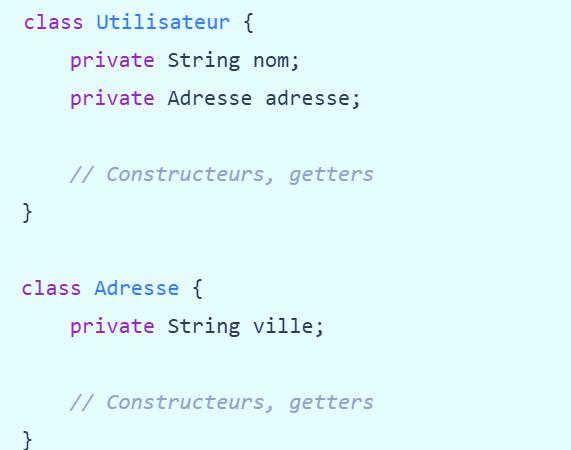 class Utilisateur {
    private String nom;
    private Adresse adresse;

    // Constructeurs, getters
}

class Adresse {
    private String ville;

    // Constructeurs, getters
}